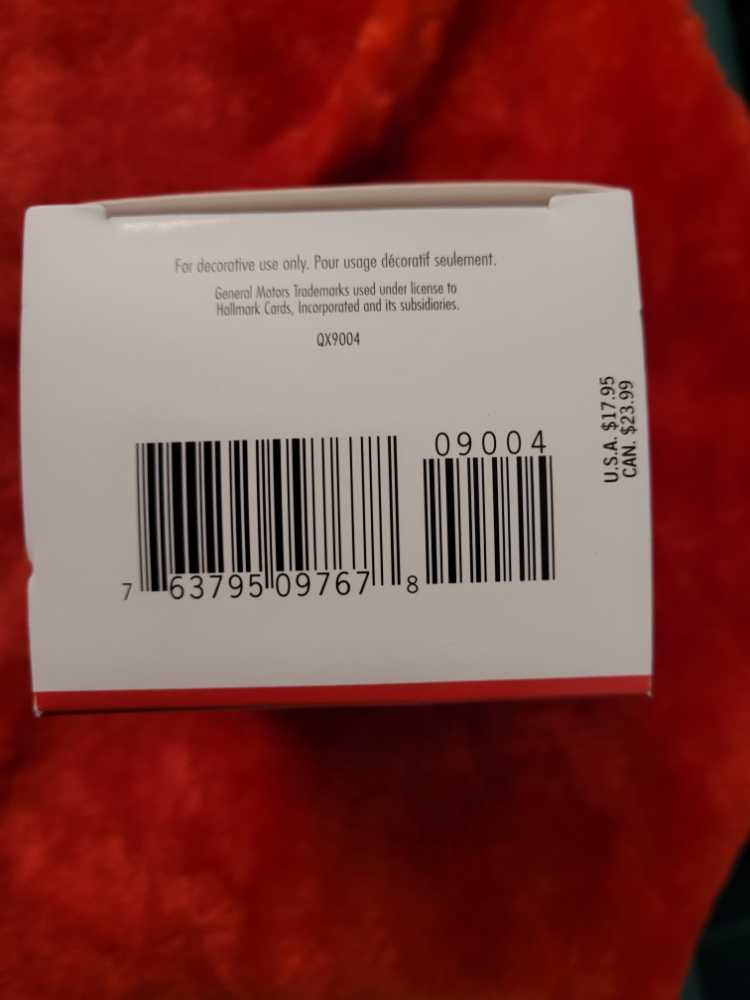 For decorative use only. Pour usage décoratif seulement.
General Motors Trademarks used under license to
Hallmark Cards, Incorporated and its subsidiaries.
QX9004
U.S.A. $17.95
CAN. $23.99
09004
7 63795 09767 8